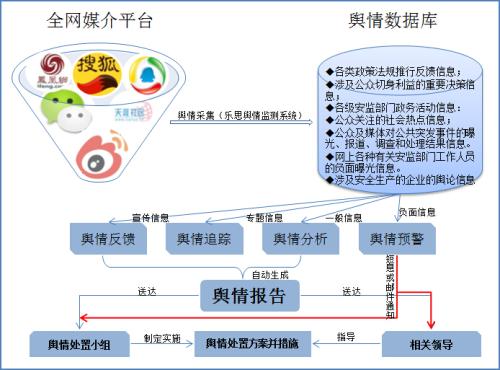 全网媒介平台
舆情数据库
凤凰网
ifeng.com
搜狐
天涯社区
舆情采集（乐思舆情监测系统）
◆各类政策法规推行反馈信息；
◆涉及公众切身利益的重要决策信
息；
◆各级安监部门政务活动信息：
◆公众关注的社会热点信息；
◆公众及媒体对公共突发事件的曝
光、报道、调查和处理结果信息。
◆网上各种有关安监部门工作人员
的负面曝光信息。
◆涉及安全生产的企业的舆论信息
宣传信息
专题信息
一般信息
负面信息
舆情反馈
舆情追踪
舆情分析
舆情预警
自动生成
短息或邮件通知
送达
舆情报告
送达
舆情处置小组
制定实施
舆情处置方案并措施
指导
相关领导